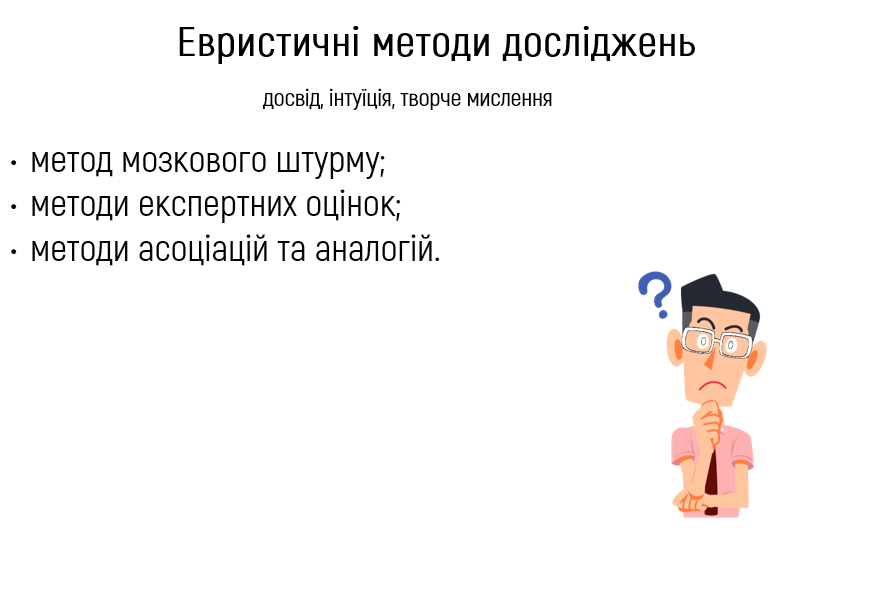 Евристичні методи досліджень
досвід, інтуїція, творче мислення
• метод мозкового штурму;
• методи експертних оцінок;
• методи асоціацій та аналогій.
?